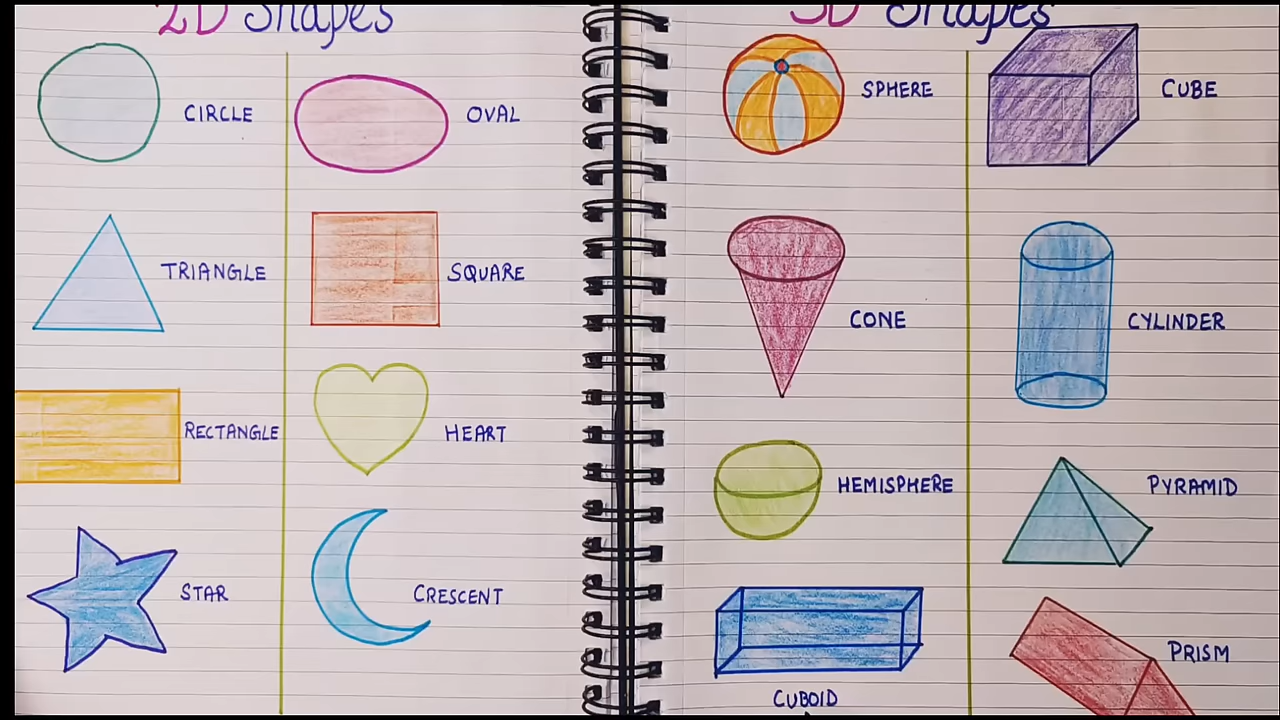 2D Shapes
CIRCLE
OVAL
TRIANGLE
SQUARE
RECTANGLE
HEART
STAR
CRESCENT
3D Shapes
SPHERE
CUBE
CONE
CYLINDER
HEMISPHERE
PYRAMID
CUBOID
PRISM